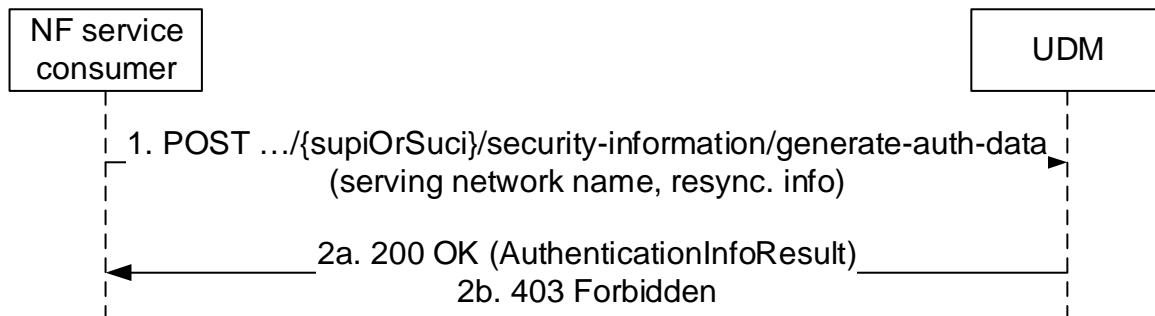 NF service
consumer
UDM
1. POST …/{supiOrSuci}/security-information/generate-auth-data
(serving network name, resync. info)
2a. 200 OK (AuthenticationInfoResult)
2b. 403 Forbidden